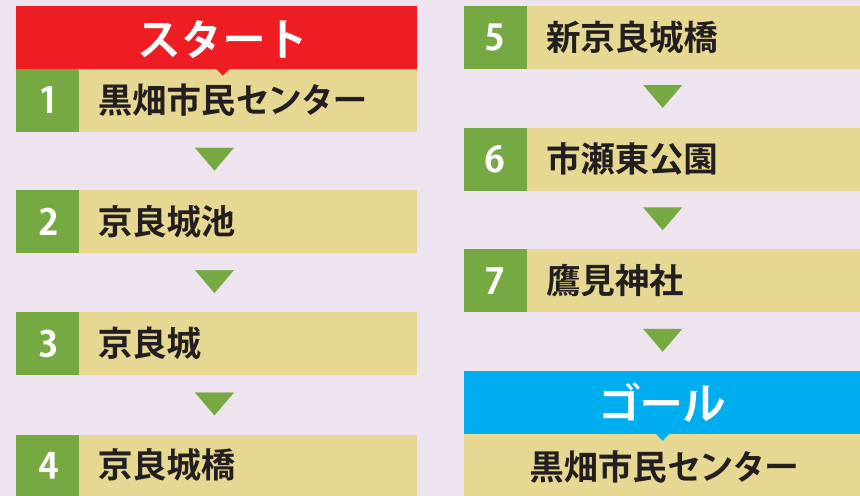 スタート
1 黒畑市民センター
2 京良城池
3 京良城
4 京良城橋
5 新京良城橋
6 市瀬東公園
7 鷹見神社
ゴール
黒畑市民センター